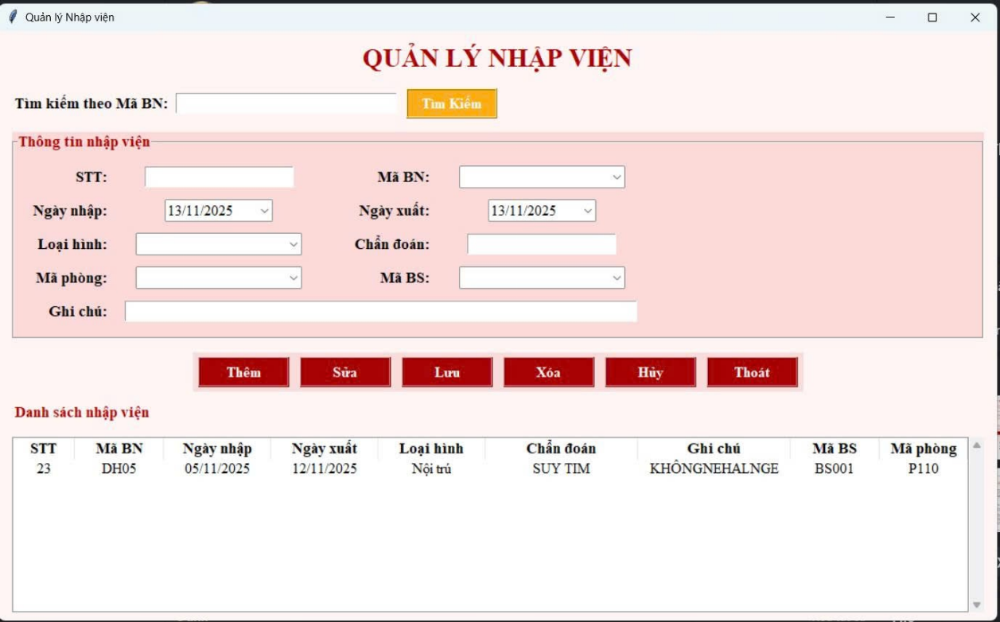 Quản lý Nhập viện
QUẢN LÝ NHẬP VIỆN
Tìm kiếm theo Mã BN: Tìm Kiếm
Thông tin nhập viện
STT: Mã BN:
Ngày nhập: 13/11/2025 Ngày xuất: 13/11/2025
Loại hình: Chẩn đoán:
Mã phòng: Mã BS:
Ghi chú:
Thêm Sửa Lưu Xóa Hủy Thoát
Danh sách nhập viện
STT Mã BN Ngày nhập Ngày xuất Loại hình Chẩn đoán Ghi chú Mã BS Mã phòng
23 DH05 05/11/2025 12/11/2025 Nội trú SUY TIM KHÔNGNEHALNGE BS001 P110